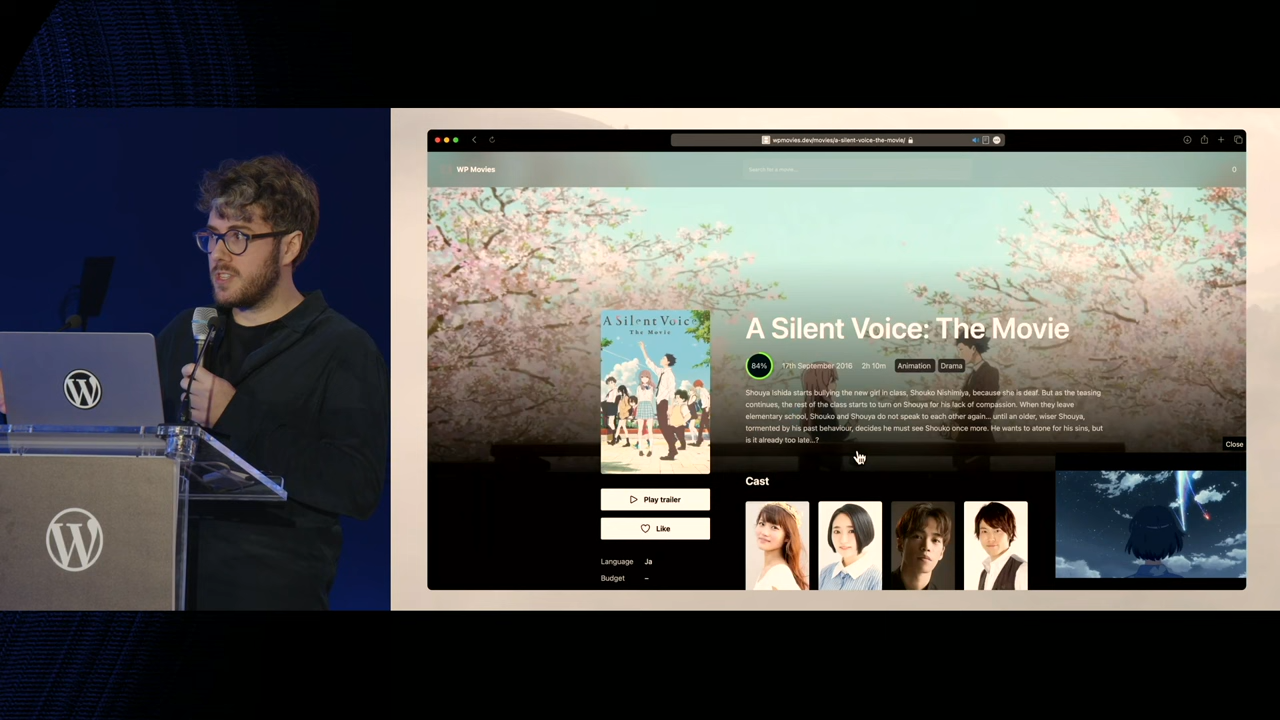 wpmovies.dev/movies/a-silent-voice-the-movie/
WP Movies
Search for a movie...
0
A Silent Voice
The Movie
A Silent Voice: The Movie
84%
17th September 2016
2h 10m
Animation
Drama
Shouya Ishida starts bullying the new girl in class, Shouko Nishimiya, because she is deaf. But as the teasing
continues, the rest of the class starts to turn on Shouya for his lack of compassion. When they leave
elementary school, Shouko and Shouya do not speak to each other again... until an older, wiser Shouya,
tormented by his past behaviour, decides he must see Shouko once more. He wants to atone for his sins, but
is it already too late...?
Close
Cast
Play trailer
Like
Language Ja
Budget –